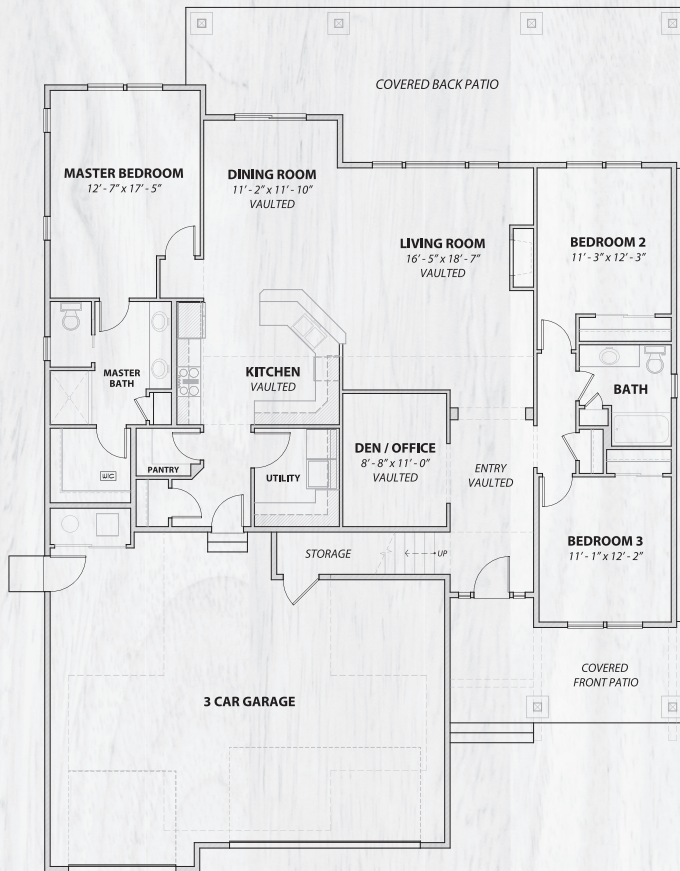 COVERED BACK PATIO
MASTER BEDROOM
12' - 7" x 17' - 5"
DINING ROOM
11' - 2" x 11' - 10"
VAULTED
LIVING ROOM
16' - 5" x 18' - 7"
VAULTED
BEDROOM 2
11' - 3" x 12' - 3"
MASTER
BATH
KITCHEN
VAULTED
BATH
WIC
PANTRY
UTILITY
DEN / OFFICE
8' - 8" x 11' - 0"
VAULTED
ENTRY
VAULTED
STORAGE
UP
BEDROOM 3
11' - 1" x 12' - 2"
COVERED
FRONT PATIO
3 CAR GARAGE